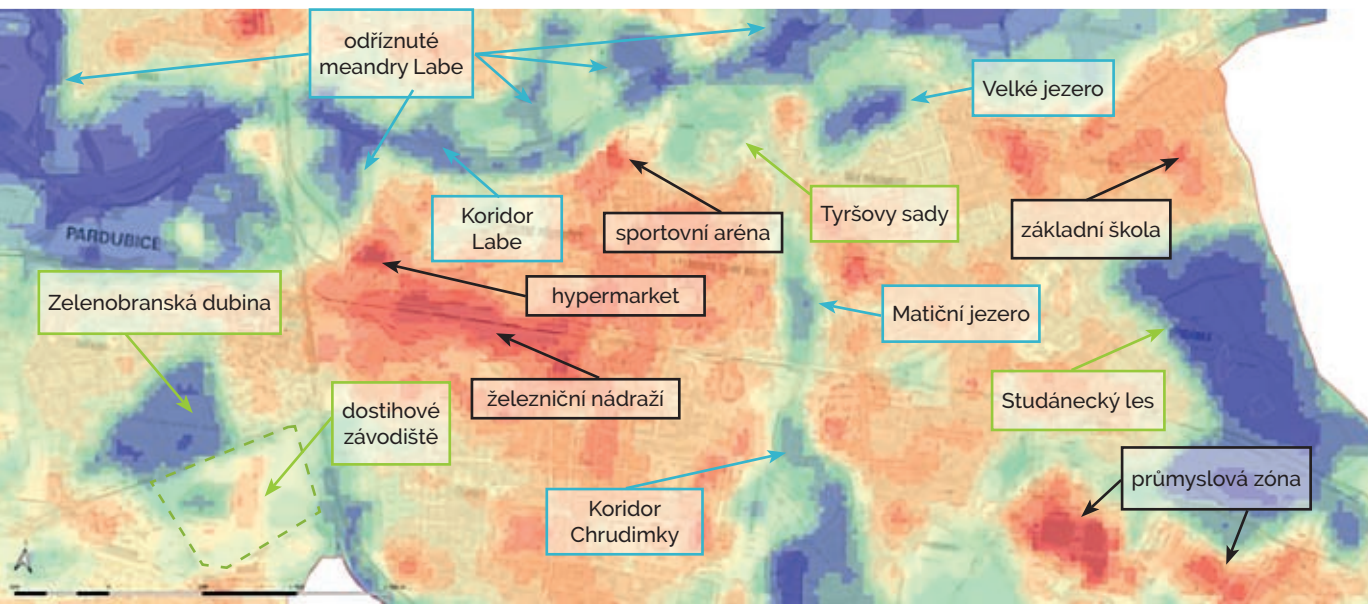 odříznuté
meandry Labe
Velké jezero
Koridor
Labe
sportovní aréna
Tyršovy sady
základní škola
PARDUBICE
Zelenobranská dubina
hypermarket
Matiční jezero
železniční nádraží
Studánecký les
dostihové
závodiště
průmyslová zóna
Koridor
Chrudimky